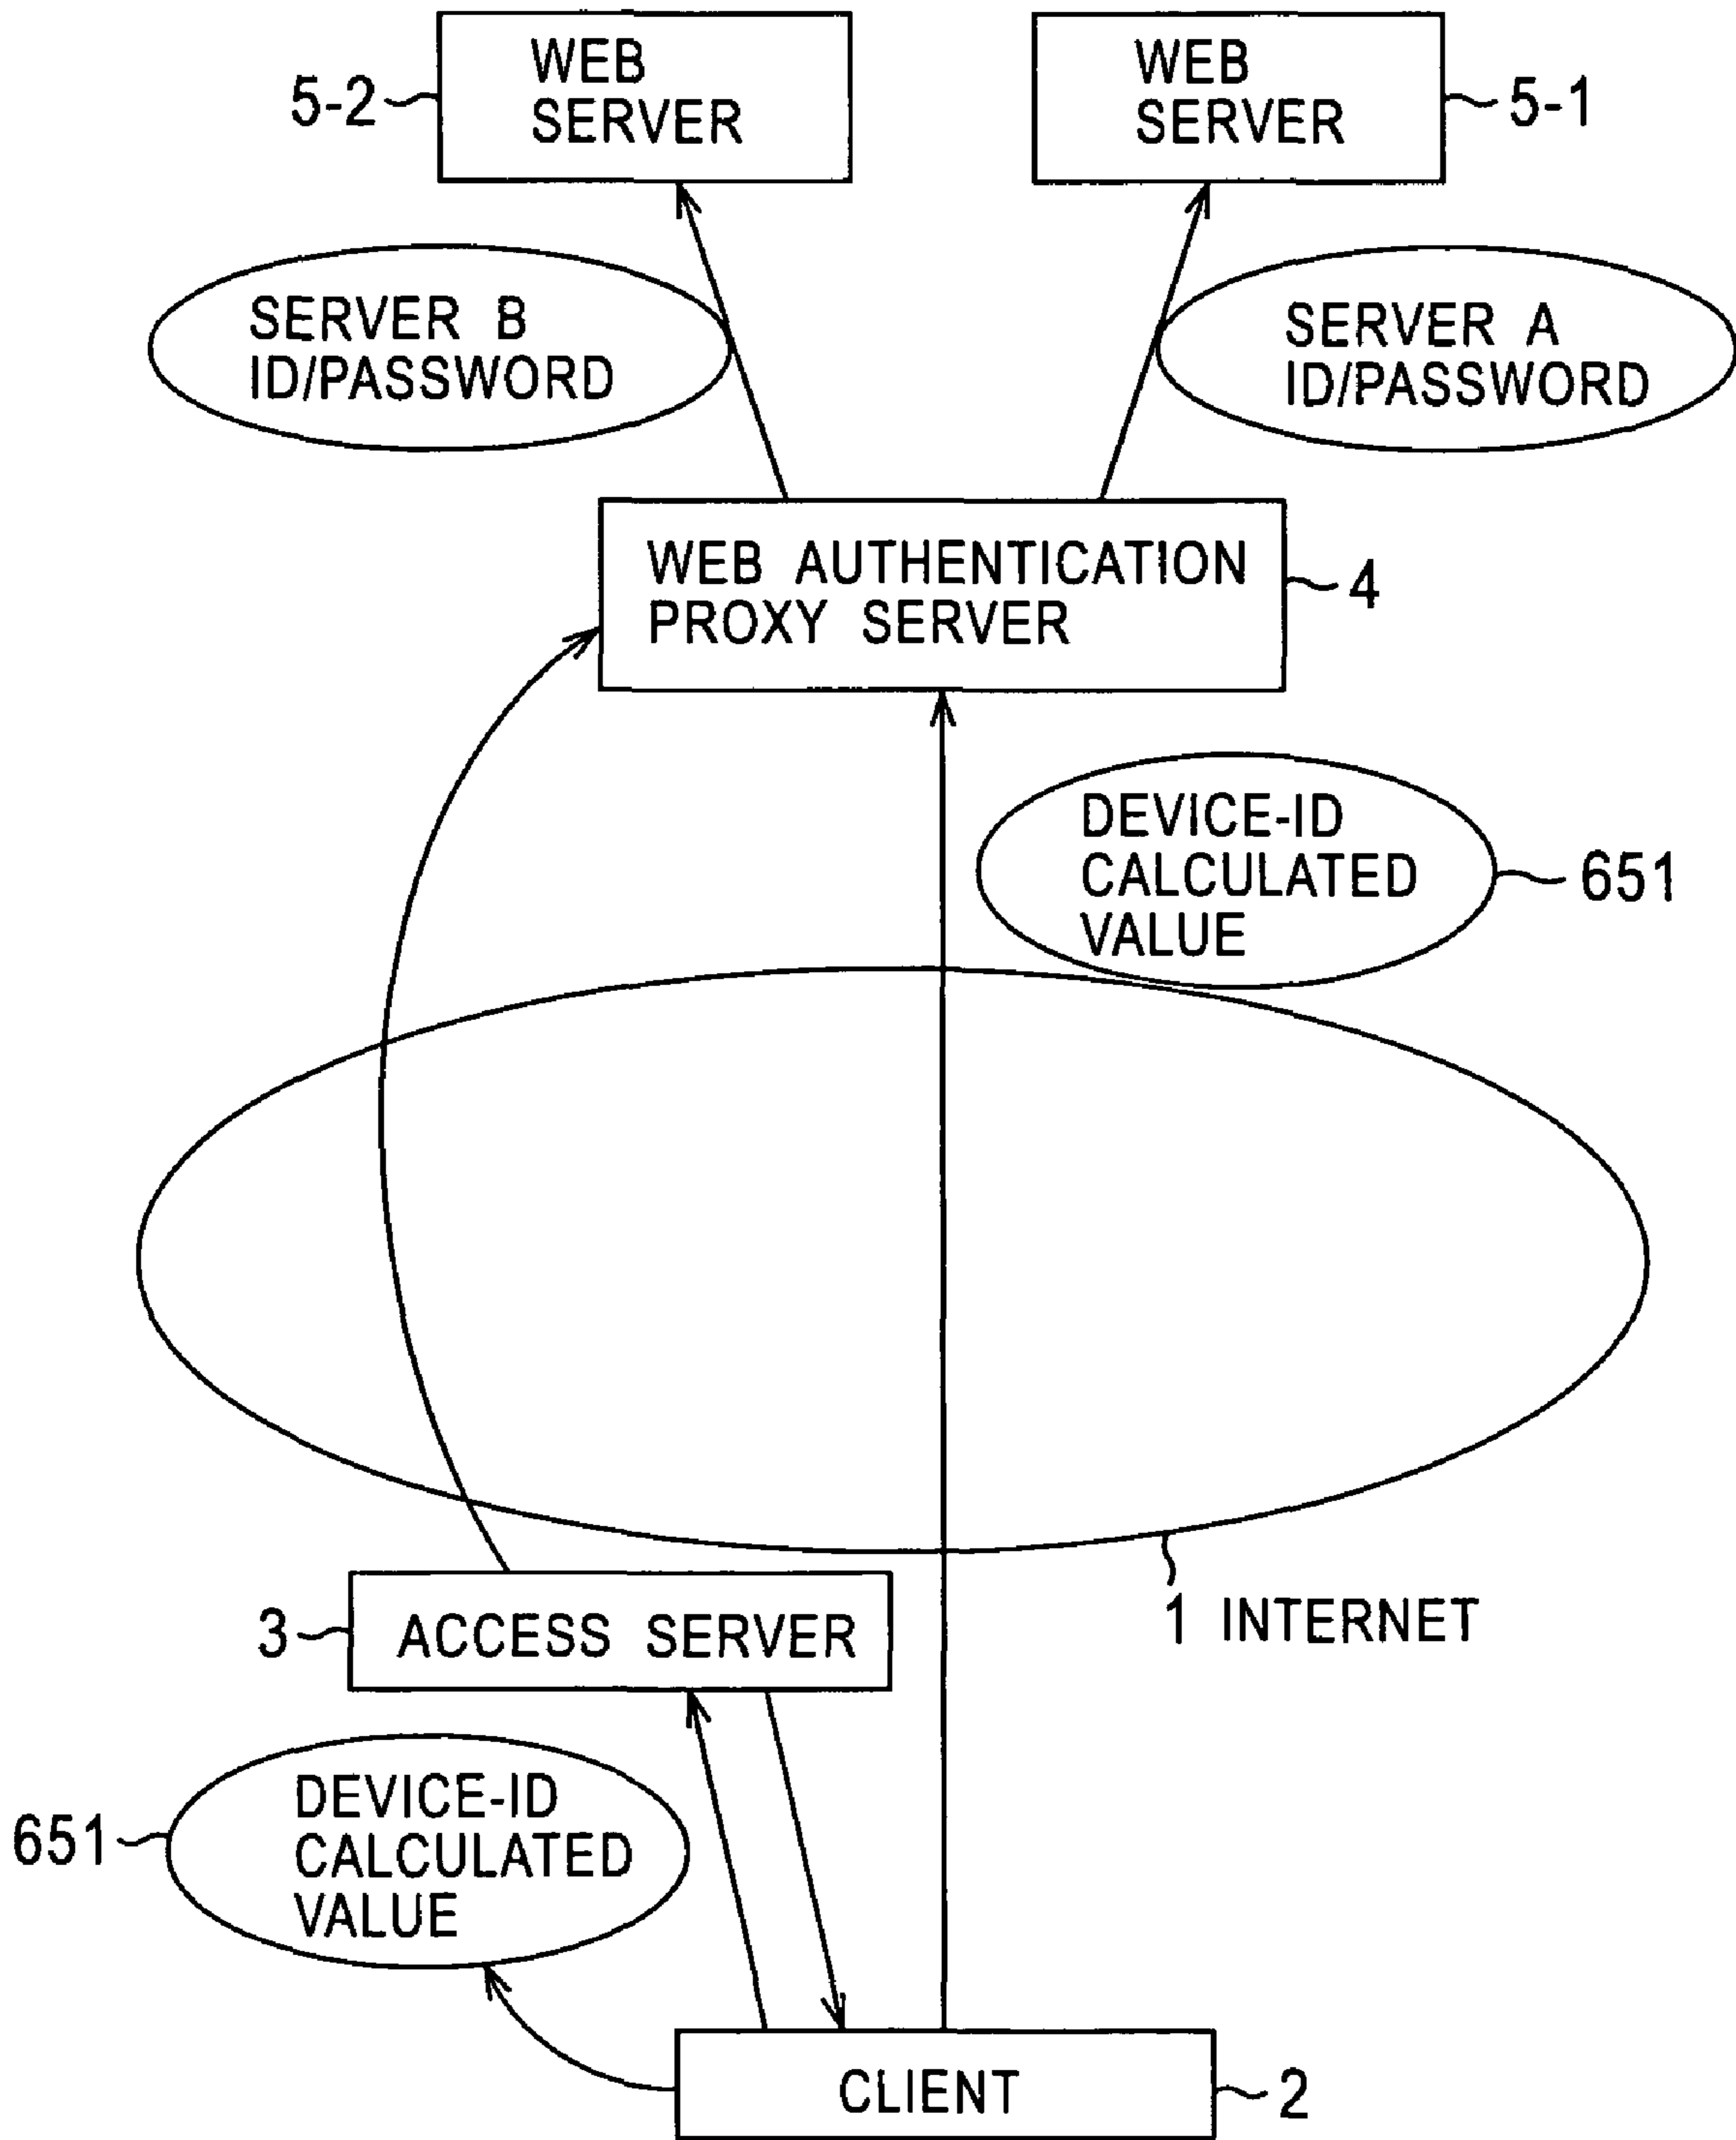 WEB
SERVER
5-2
WEB
SERVER
5-1
SERVER B
ID/PASSWORD
SERVER A
ID/PASSWORD
WEB AUTHENTICATION
PROXY SERVER
4
DEVICE-ID
CALCULATED
VALUE
651
1 INTERNET
3
ACCESS SERVER
DEVICE-ID
CALCULATED
VALUE
651
CLIENT
2